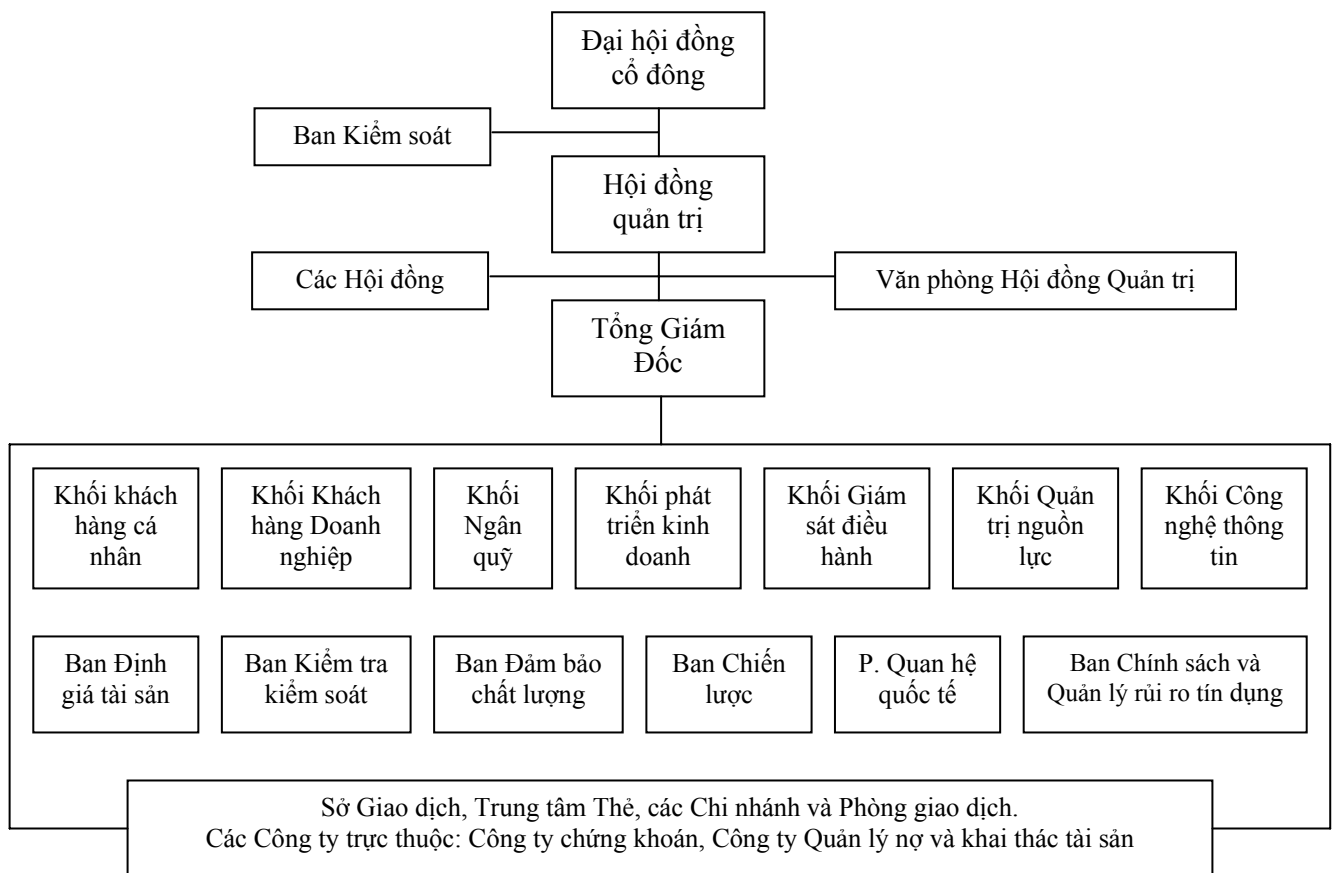 Đại hội đồng
cổ đông
Ban Kiểm soát
Hội đồng
quản trị
Các Hội đồng
Văn phòng Hội đồng Quản trị
Tổng Giám
Đốc
Khối khách
hàng cá
nhân
Khối Khách
hàng Doanh
nghiệp
Khối
Ngân
quỹ
Khối phát
triển kinh
doanh
Khối Giám
sát điều
hành
Khối Quản
trị nguồn
lực
Khối Công
nghệ thông
tin
Ban Định
giá tài sản
Ban Kiểm tra
kiểm soát
Ban Đảm bảo
chất lượng
Ban Chiến
lược
P. Quan hệ
quốc tế
Ban Chính sách và
Quản lý rủi ro tín dụng
Sở Giao dịch, Trung tâm Thẻ, các Chi nhánh và Phòng giao dịch.
Các Công ty trực thuộc: Công ty chứng khoán, Công ty Quản lý nợ và khai thác tài sản